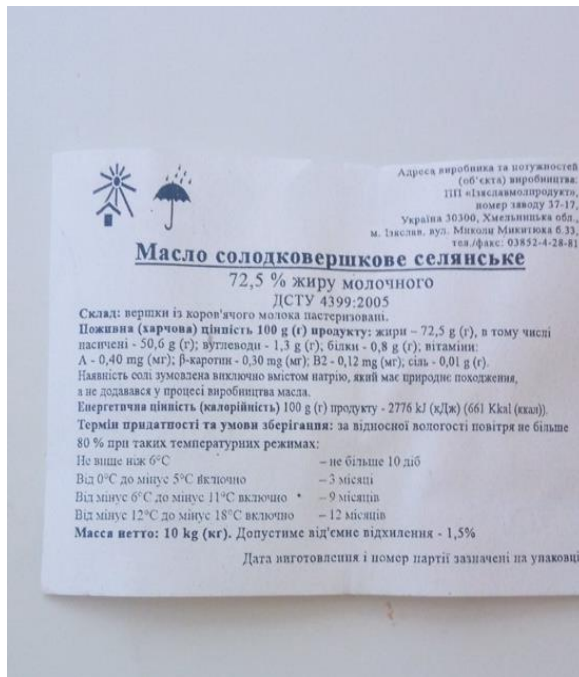 Адреса виробника та потужностей
(об'єкта) виробництва:
ПП «Ізяславмолпродукт»,
номер заводу 37-17,
Україна 30300, Хмельницька обл.,
м. Ізяслав, вул. Миколи Микитюка б.33,
тел./факс: 03852-4-28-81
Масло солодковершкове селянське
72,5 % жиру молочного
ДСТУ 4399:2005
Склад: вершки із коров'ячого молока пастеризовані.
Поживна (харчова) цінність 100 g (г) продукту: жири – 72,5 g (г), в тому числі
насичені - 50,6 g (г); вуглеводи - 1,3 g (г); білки - 0,8 g (г); вітаміни:
А - 0,40 mg (мг); β-каротин - 0,30 mg (мг); В2 - 0,12 mg (мг); сіль - 0,01 g (г).
Наявність солі зумовлена виключно вмістом натрію, який має природнє походження,
а не додавався у процесі виробництва масла.
Енергетична цінність (калорійність) 100 g (г) продукту - 2776 kJ (кДж) (661 Kkal (ккал)).
Термін придатності та умови зберігання: за відносної вологості повітря не більше
80 % при таких температурних режимах:
Не вище ніж 6°С – не більше 10 діб
Від 0°С до мінус 5°С включно – 3 місяці
Від мінус 6°С до мінус 11°С включно – 9 місяців
Від мінус 12°С до мінус 18°С включно – 12 місяців
Масса нетто: 10 kg (кг). Допустиме від'ємне відхилення - 1,5%
Дата виготовлення і номер партії зазначені на упаковці